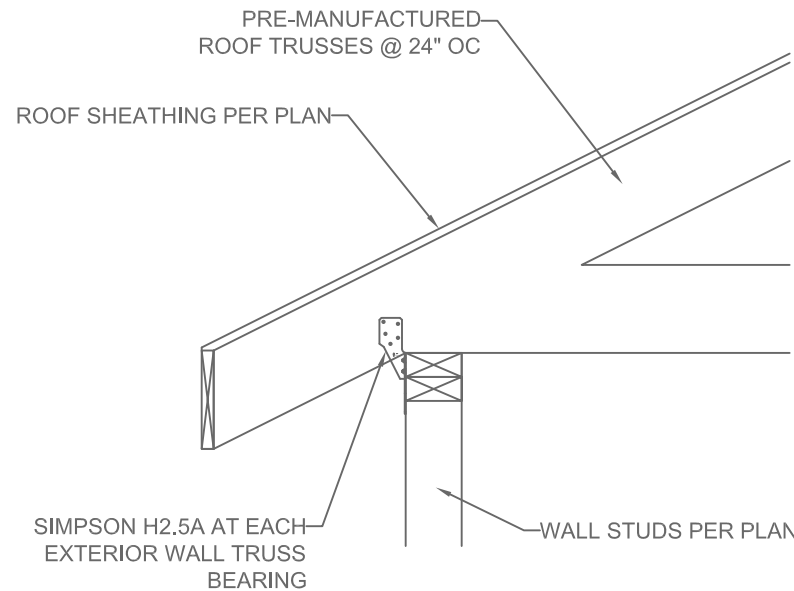 PRE-MANUFACTURED
ROOF TRUSSES @ 24" OC
ROOF SHEATHING PER PLAN
SIMPSON H2.5A AT EACH
EXTERIOR WALL TRUSS
BEARING
WALL STUDS PER PLAN